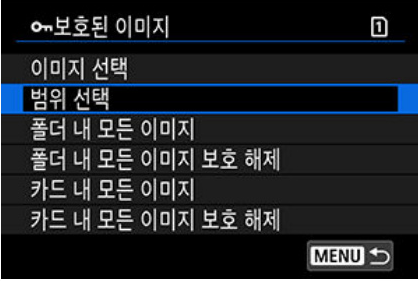 보호된 이미지 1
이미지 선택
범위 선택
폴더 내 모든 이미지
폴더 내 모든 이미지 보호 해제
카드 내 모든 이미지
카드 내 모든 이미지 보호 해제
MENU